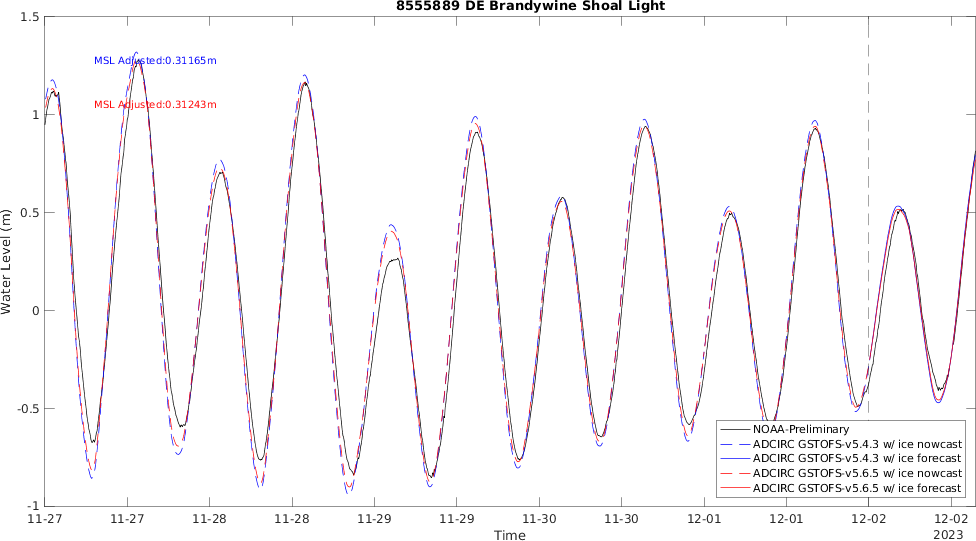 8555889 DE Brandywine Shoal Light
1.5
1
0.5
0
-0.5
-1
Water Level (m)
MSL Adjusted:0.31165m
MSL Adjusted:0.31243m
NOAA-Preliminary
ADCIRC GSTOFS-v5.4.3 w/ ice nowcast
ADCIRC GSTOFS-v5.4.3 w/ ice forecast
ADCIRC GSTOFS-v5.6.5 w/ ice nowcast
ADCIRC GSTOFS-v5.6.5 w/ ice forecast
11-27 11-27 11-28 11-28 11-29 11-29 11-30 11-30 12-01 12-01 12-02 12-02
2023
Time